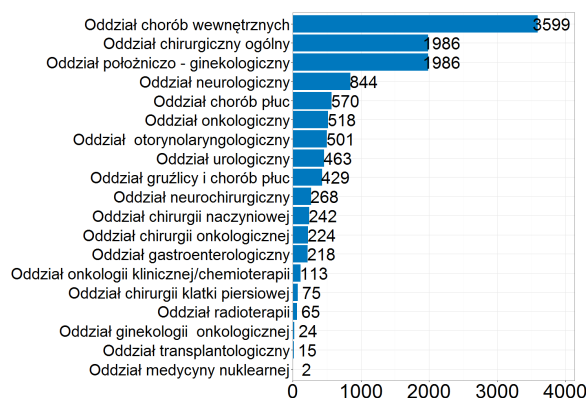 Oddział chorób wewnętrznych 3599
Oddział chirurgiczny ogólny 1986
Oddział położniczo - ginekologiczny 1986
Oddział neurologiczny 844
Oddział chorób płuc 570
Oddział onkologiczny 518
Oddział  otorynolaryngologiczny 501
Oddział urologiczny 463
Oddział gruźlicy i chorób płuc 429
Oddział neurochirurgiczny 268
Oddział chirurgii naczyniowej 242
Oddział chirurgii onkologicznej 224
Oddział gastroenterologiczny 218
Oddział onkologii klinicznej/chemioterapii 113
Oddział chirurgii klatki piersiowej 75
Oddział radioterapii 65
Oddział ginekologii  onkologicznej 24
Oddział transplantologiczny 15
Oddział medycyny nuklearnej 2
0 1000 2000 3000 4000